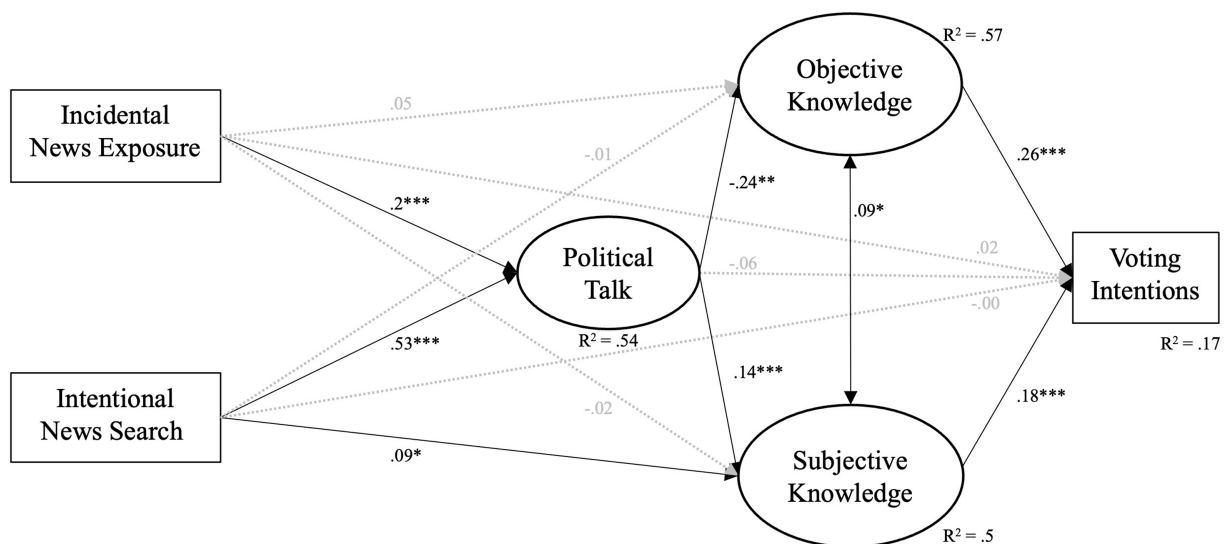 Objective
Knowledge
R² = .57
Incidental
News Exposure
.05
-.01
.26***
-.24**
.2***
.09*
Political
Talk
-.06
.02
Voting
Intentions
-.00
R² = .54
.53***
R² = .17
.14***
Intentional
News Search
-.02
.18***
.09*
Subjective
Knowledge
R² = .5